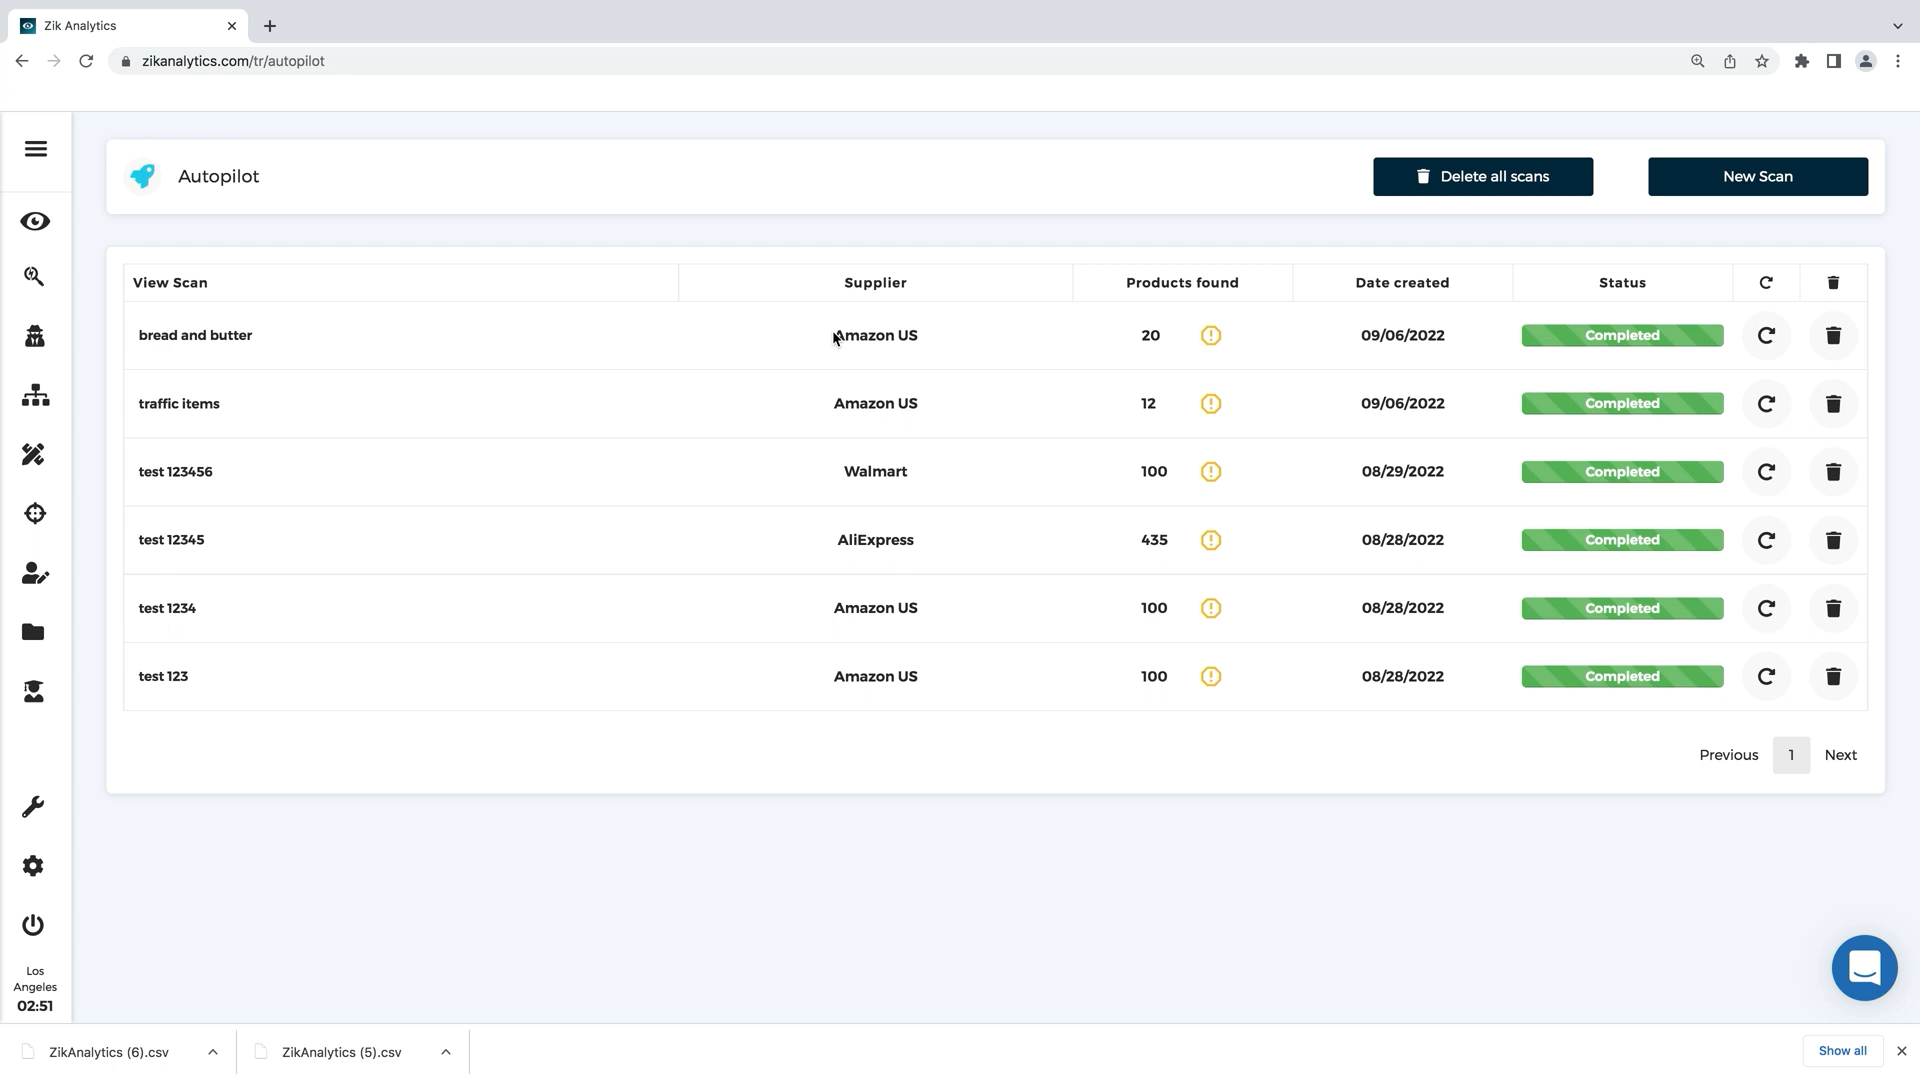 Zik Analytics
zikanalytics.com/tr/autopilot
Autopilot
Delete all scans
New Scan
View Scan Supplier Products found Date created Status
bread and butter Amazon US 20 09/06/2022 Completed
traffic items Amazon US 12 09/06/2022 Completed
test 123456 Walmart 100 08/29/2022 Completed
test 12345 AliExpress 435 08/28/2022 Completed
test 1234 Amazon US 100 08/28/2022 Completed
test 123 Amazon US 100 08/28/2022 Completed
Previous 1 Next
Los
Angeles
02:51
ZikAnalytics (6).csv ZikAnalytics (5).csv Show all